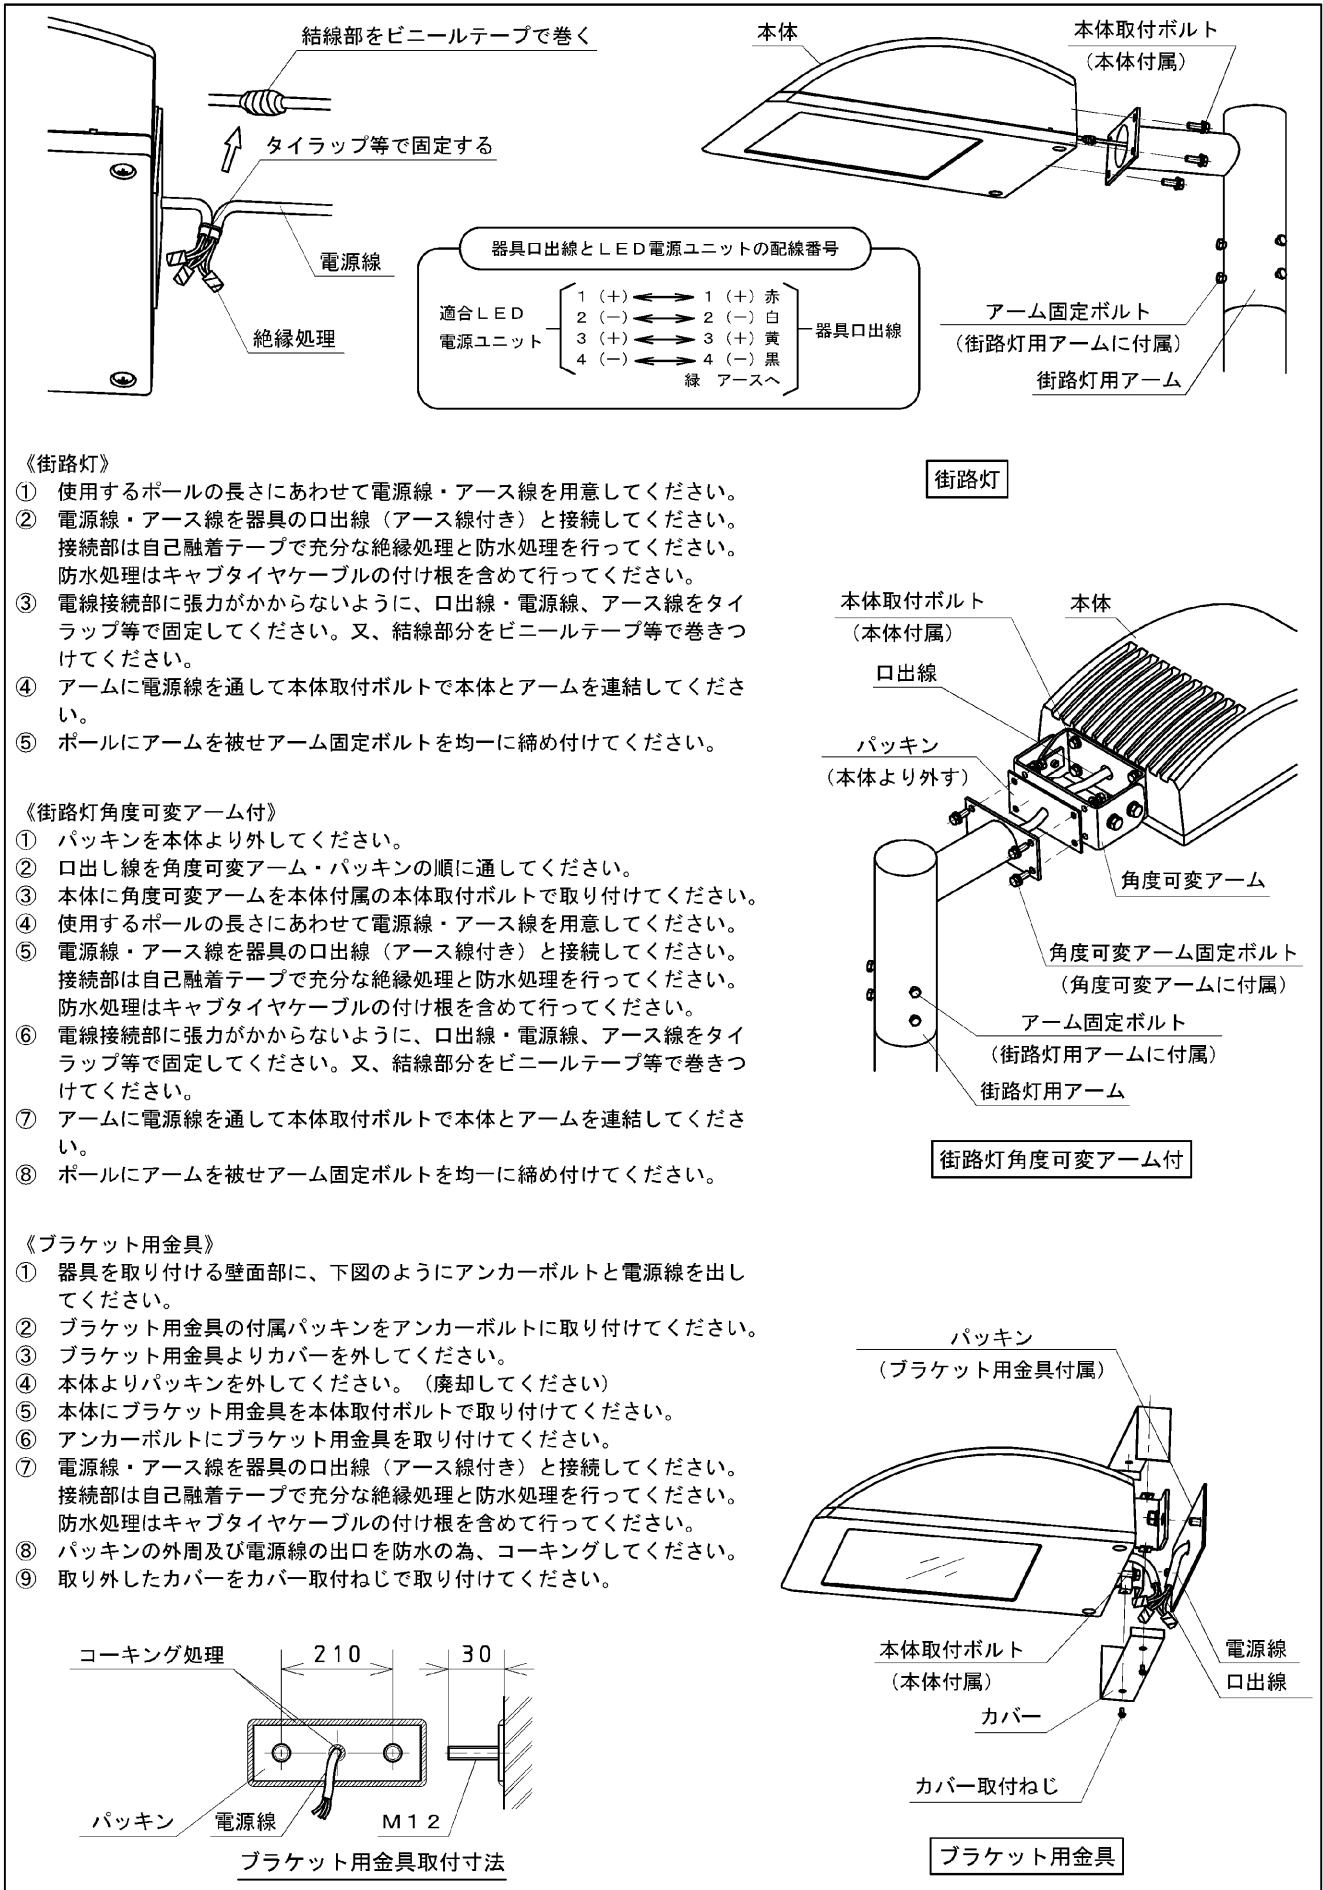 結線部をビニールテープで巻く
タイラップ等で固定する
電源線
絶縁処理
本体
本体取付ボルト
（本体付属）
器具口出線とＬＥＤ電源ユニットの配線番号
適合ＬＥＤ
電源ユニット
１（＋） １（＋）赤
２（－） ２（－）白
３（＋） ３（＋）黄
４（－） ４（－）黒
緑 アースへ
器具口出線
アーム固定ボルト
（街路灯用アームに付属）
街路灯用アーム
街路灯
《街路灯》
① 使用するポールの長さにあわせて電源線・アース線を用意してください。
② 電源線・アース線を器具の口出線（アース線付き）と接続してください。
接続部は自己融着テープで充分な絶縁処理と防水処理を行ってください。
防水処理はキャブタイヤケーブルの付け根を含めて行ってください。
③ 電線接続部に張力がかからないように、口出線・電源線、アース線をタイ
ラップ等で固定してください。又、結線部分をビニールテープ等で巻きつ
けてください。
④ アームに電源線を通して本体取付ボルトで本体とアームを連結してくださ
い。
⑤ ポールにアームを被せアーム固定ボルトを均一に締め付けてください。
《街路灯角度可変アーム付》
① パッキンを本体より外してください。
② 口出し線を角度可変アーム・パッキンの順に通してください。
③ 本体に角度可変アームを本体付属の本体取付ボルトで取り付けてください。
④ 使用するポールの長さにあわせて電源線・アース線を用意してください。
⑤ 電源線・アース線を器具の口出線（アース線付き）と接続してください。
接続部は自己融着テープで充分な絶縁処理と防水処理を行ってください。
防水処理はキャブタイヤケーブルの付け根を含めて行ってください。
⑥ 電線接続部に張力がかからないように、口出線・電源線、アース線をタイ
ラップ等で固定してください。又、結線部分をビニールテープ等で巻きつ
けてください。
⑦ アームに電源線を通して本体取付ボルトで本体とアームを連結してくださ
い。
⑧ ポールにアームを被せアーム固定ボルトを均一に締め付けてください。
本体取付ボルト
（本体付属）
本体
口出線
パッキン
（本体より外す）
角度可変アーム
角度可変アーム固定ボルト
（角度可変アームに付属）
アーム固定ボルト
（街路灯用アームに付属）
街路灯用アーム
街路灯角度可変アーム付
《ブラケット用金具》
① 器具を取り付ける壁面部に、下図のようにアンカーボルトと電源線を出し
てください。
② ブラケット用金具の付属パッキンをアンカーボルトに取り付けてください。
③ ブラケット用金具よりカバーを外してください。
④ 本体よりパッキンを外してください。（廃却してください）
⑤ 本体にブラケット用金具を本体取付ボルトで取り付けてください。
⑥ アンカーボルトにブラケット用金具を取り付けてください。
⑦ 電源線・アース線を器具の口出線（アース線付き）と接続してください。
接続部は自己融着テープで充分な絶縁処理と防水処理を行ってください。
防水処理はキャブタイヤケーブルの付け根を含めて行ってください。
⑧ パッキンの外周及び電源線の出口を防水の為、コーキングしてください。
⑨ 取り外したカバーをカバー取付ねじで取り付けてください。
コーキング処理
210
30
パッキン
電源線
Ｍ１２
ブラケット用金具取付寸法
パッキン
（ブラケット用金具付属）
本体取付ボルト
（本体付属）
電源線
口出線
カバー
カバー取付ねじ
ブラケット用金具